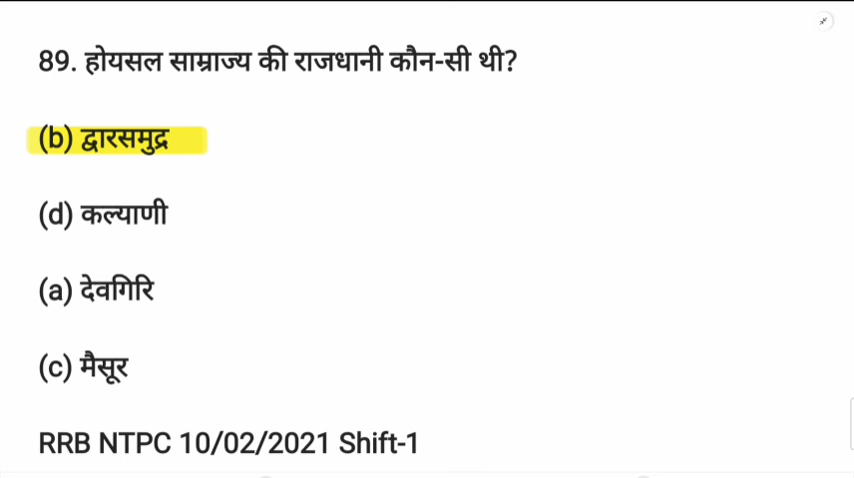 89. होयसल साम्राज्य की राजधानी कौन-सी थी?
(b) द्वारसमुद्र
(d) कल्याणी
(a) देवगिरि
(c) मैसूर
RRB NTPC 10/02/2021 Shift-1